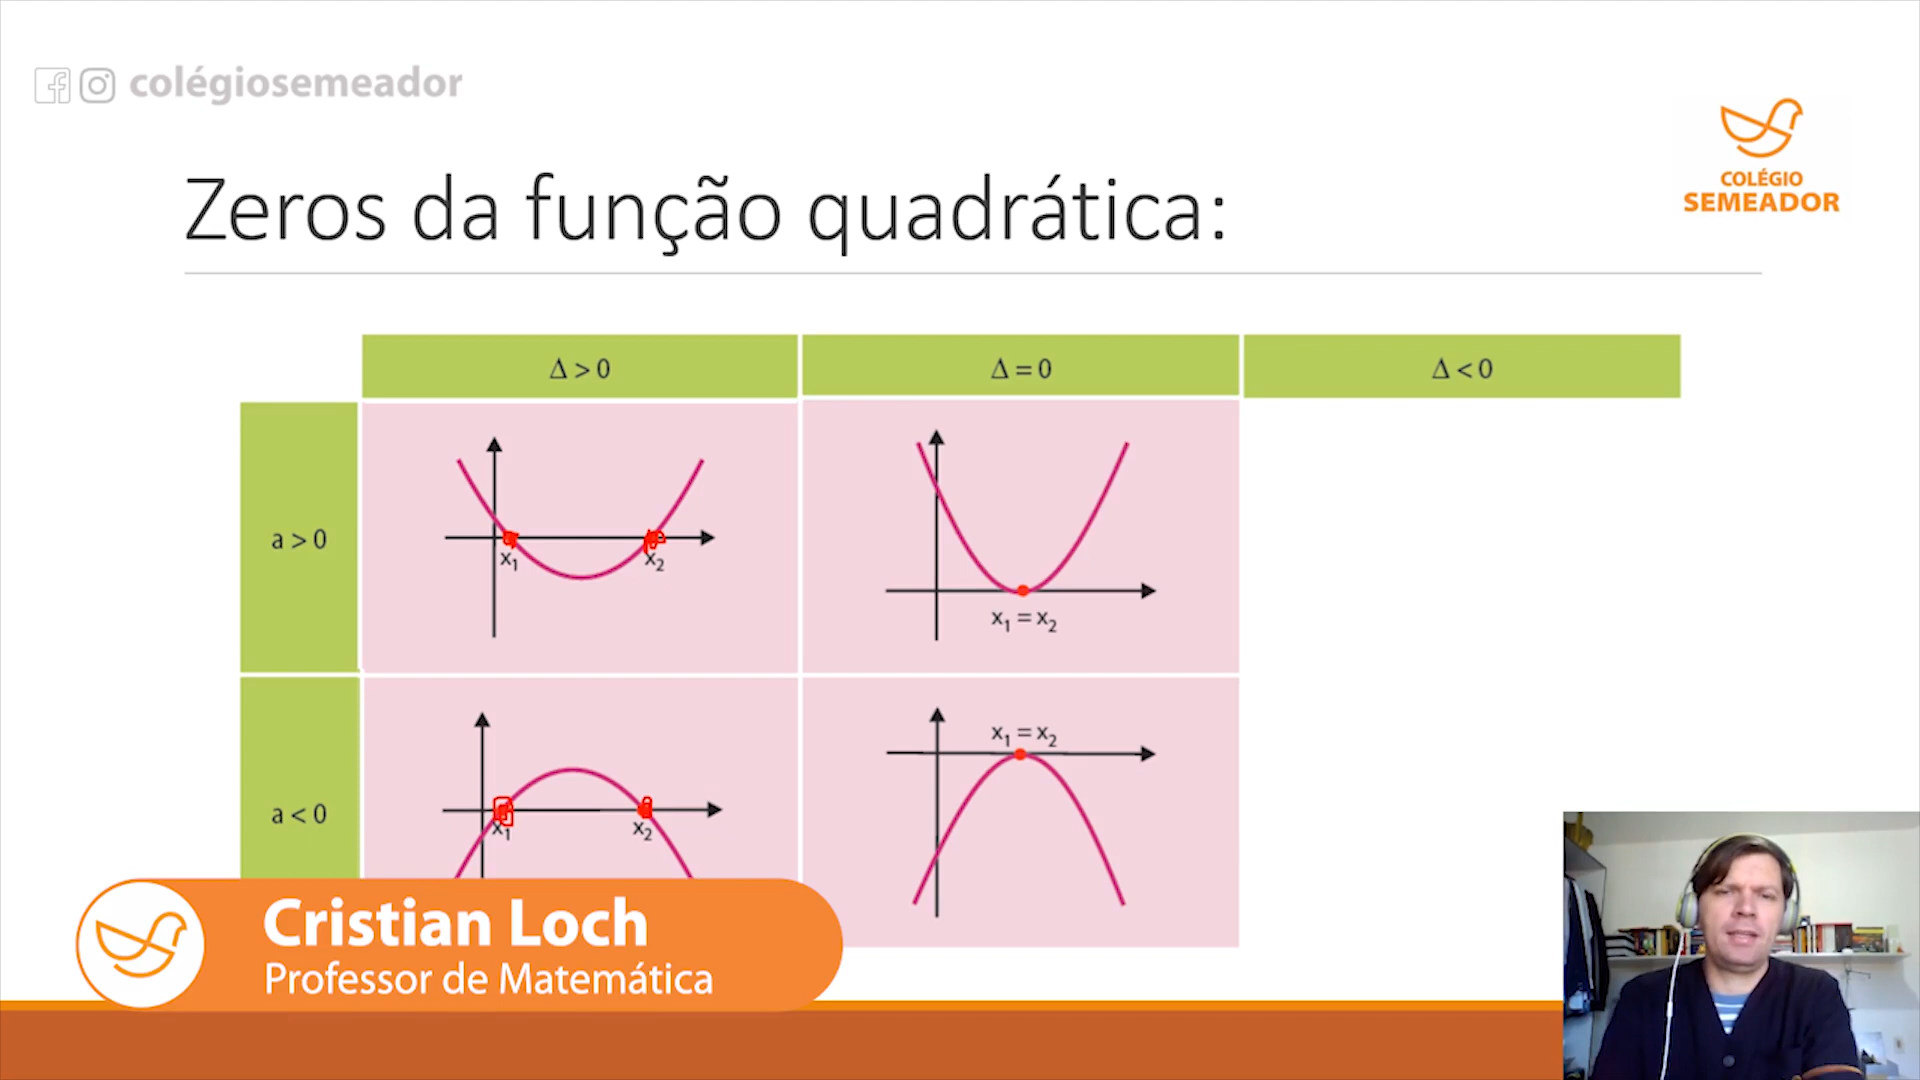 colégiosemeador
COLÉGIO
SEMEADOR
Zeros da função quadrática:
Δ > 0
Δ = 0
Δ < 0
a > 0
x₁
x₂
x₁ = x₂
a < 0
x₁
x₂
x₁ = x₂
Cristian Loch
Professor de Matemática